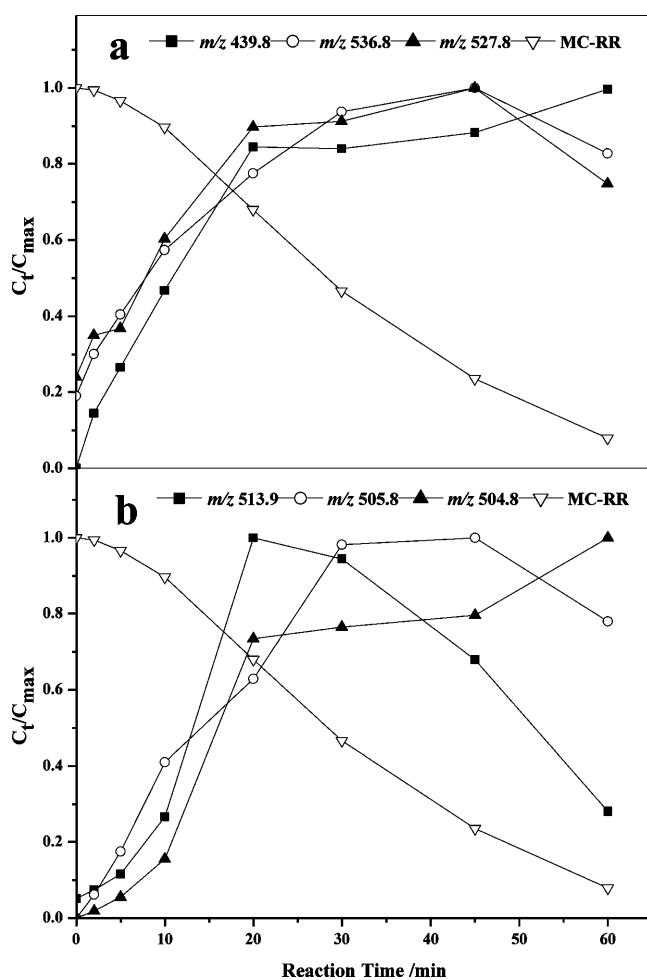 a
m/z 439.8 m/z 536.8 m/z 527.8 MC-RR
1.0
0.8
0.6
0.4
0.2
0.0
Ct/Cmax
b
m/z 513.9 m/z 505.8 m/z 504.8 MC-RR
1.0
0.8
0.6
0.4
0.2
0.0
Ct/Cmax
0 10 20 30 40 50 60
Reaction Time /min